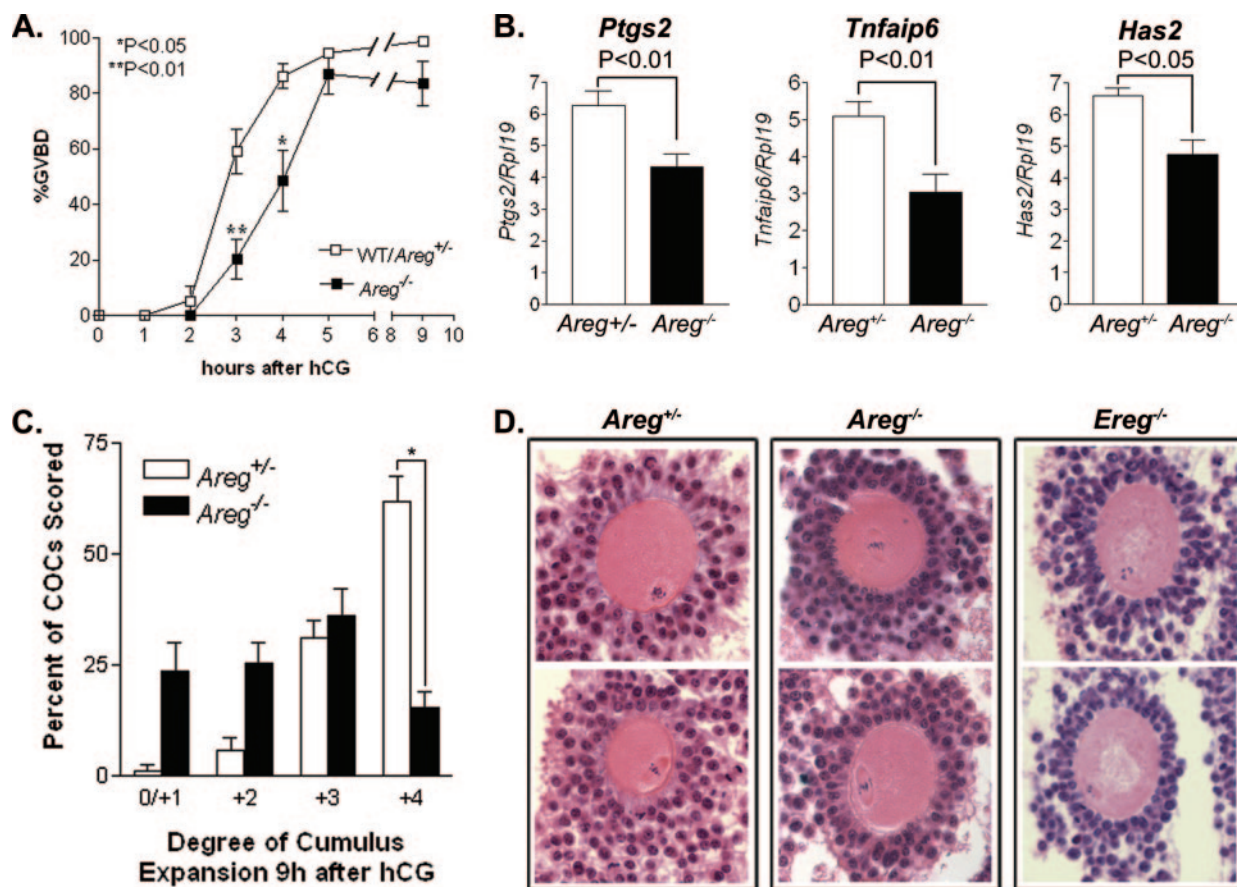 A.
*P<0.05
**P<0.01
100
80
60
40
20
0
%GVBD
**
*
WT/Areg+/-
Areg-/-
0 1 2 3 4 5 6 8 9 10
hours after hCG
B.
Ptgs2
P<0.01
7
6
5
4
3
2
1
0
Ptgs2/Rpl19
Areg+/- Areg-/-
Tnfaip6
P<0.01
6
5
4
3
2
1
0
Tnfaip6/Rpl19
Areg+/- Areg-/-
Has2
P<0.05
7
6
5
4
3
2
1
0
Has2/Rpl19
Areg+/- Areg-/-
C.
75
50
25
0
Percent of COCs Scored
Areg+/-
Areg-/-
*
0/+1 +2 +3 +4
Degree of Cumulus
Expansion 9h after hCG
D.
Areg+/- Areg-/- Ereg-/-